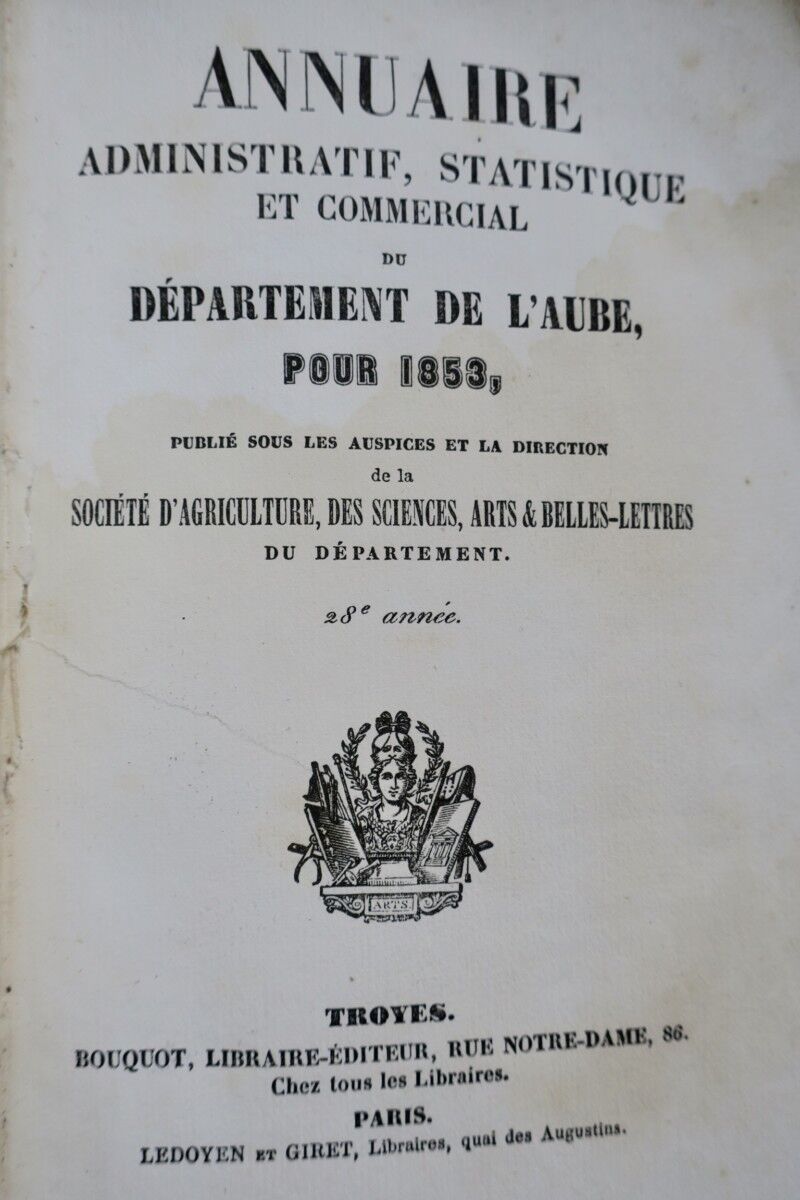 ANNUAIRE
ADMINISTRATIF, STATISTIQUE
ET COMMERCIAL
DU
DÉPARTEMENT DE L'AUBE,
POUR 1853,
PUBLIÉ SOUS LES AUSPICES ET LA DIRECTION
de la
SOCIÉTÉ D'AGRICULTURE, DES SCIENCES, ARTS & BELLES-LETTRES
DU DÉPARTEMENT.
28e année.
ARTS.
TROYES.
BOUQUOT, LIBRAIRE-ÉDITEUR, RUE NOTRE-DAME, 86.
Chez tous les Libraires.
PARIS.
LEDOYEN ET GIRET, Libraires, quai des Augustins.